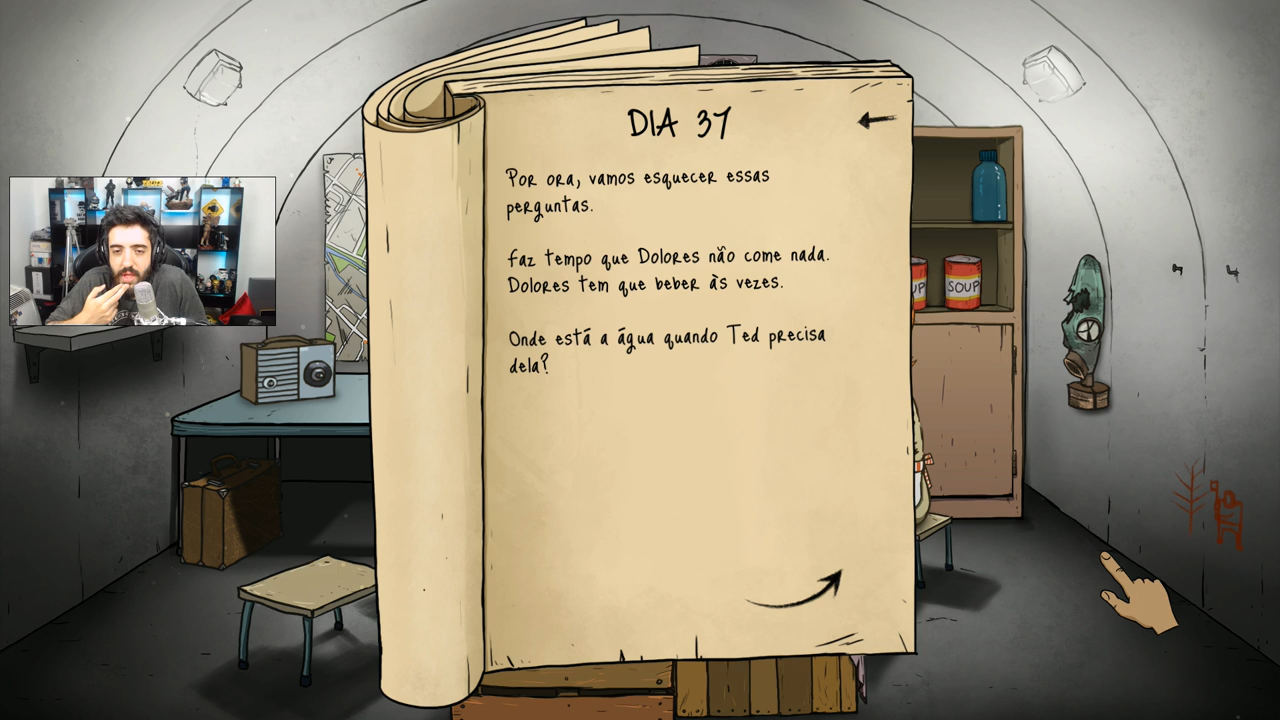 DIA 37
Por ora, vamos esquecer essas
perguntas.
Faz tempo que Dolores não come nada.
Dolores tem que beber às vezes.
Onde está a água quando Ted precisa
dela?
UP
SOUP